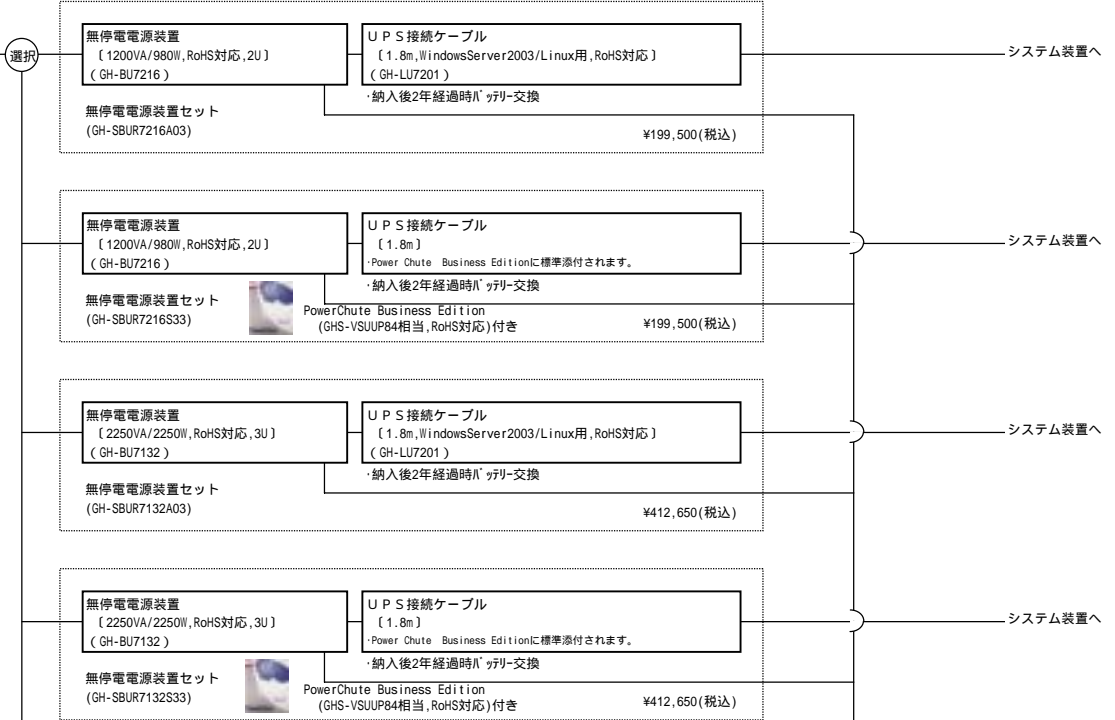 選択
無停電電源装置
〔1200VA/980W,RoHS対応,2U〕
(GH-BU7216)
UPS接続ケーブル
〔1.8m,WindowsServer2003/Linux用,RoHS対応〕
(GH-LU7201)
システム装置へ
･納入後2年経過時ﾊﾞｯﾃﾘｰ交換
無停電電源装置セット
(GH-SBUR7216A03)
¥199,500(税込)
無停電電源装置
〔1200VA/980W,RoHS対応,2U〕
(GH-BU7216)
UPS接続ケーブル
〔1.8m〕
･Power Chute Business Editionに標準添付されます。
システム装置へ
･納入後2年経過時ﾊﾞｯﾃﾘｰ交換
無停電電源装置セット
(GH-SBUR7216S33)
PowerChute Business Edition
(GHS-VSUUP84相当,RoHS対応)付き
¥199,500(税込)
無停電電源装置
〔2250VA/2250W,RoHS対応,3U〕
(GH-BU7132)
UPS接続ケーブル
〔1.8m,WindowsServer2003/Linux用,RoHS対応〕
(GH-LU7201)
システム装置へ
･納入後2年経過時ﾊﾞｯﾃﾘｰ交換
無停電電源装置セット
(GH-SBUR7132A03)
¥412,650(税込)
無停電電源装置
〔2250VA/2250W,RoHS対応,3U〕
(GH-BU7132)
UPS接続ケーブル
〔1.8m〕
･Power Chute Business Editionに標準添付されます。
システム装置へ
･納入後2年経過時ﾊﾞｯﾃﾘｰ交換
無停電電源装置セット
(GH-SBUR7132S33)
PowerChute Business Edition
(GHS-VSUUP84相当,RoHS対応)付き
¥412,650(税込)